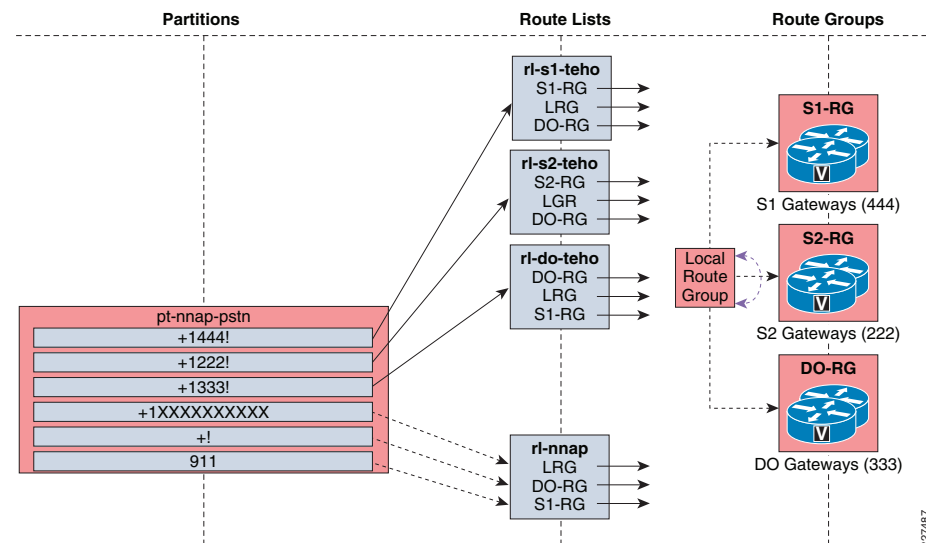 Partitions
Route Lists
Route Groups
rl-s1-teho
S1-RG
LRG
DO-RG
rl-s2-teho
S2-RG
LGR
DO-RG
rl-do-teho
DO-RG
LRG
S1-RG
rl-nnap
LRG
DO-RG
S1-RG
pt-nnap-pstn
+1444!
+1222!
+1333!
+1XXXXXXXXXX
+!
911
Local
Route
Group
S1-RG
V
S1 Gateways (444)
S2-RG
V
S2 Gateways (222)
DO-RG
V
DO Gateways (333)